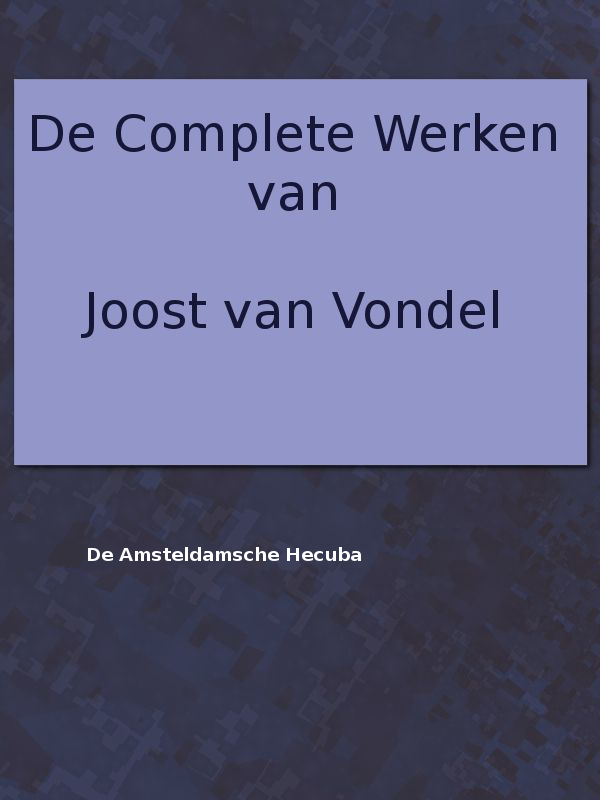 De Complete Werken
van
Joost van Vondel
De Amsteldamsche Hecuba